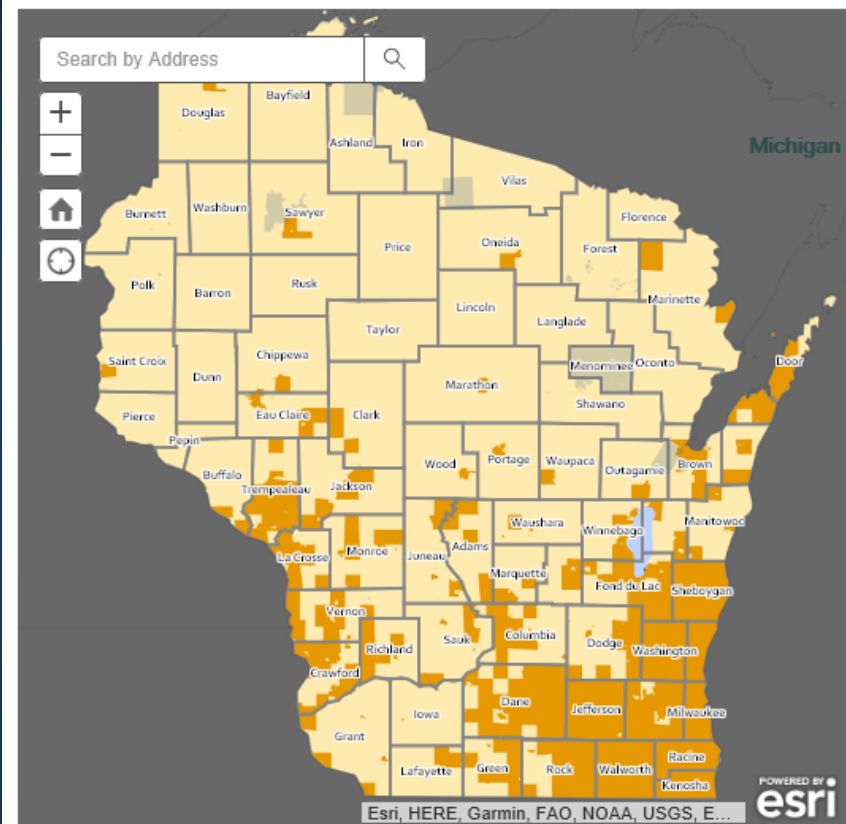 Search by Address
+
−
Michigan
Douglas
Bayfield
Ashland
Iron
Vilas
Burnett
Washburn
Sawyer
Price
Oneida
Forest
Florence
Polk
Barron
Rusk
Lincoln
Langlade
Marinette
Taylor
Saint Croix
Dunn
Chippewa
Marathon
Menominee
Oconto
Door
Shawano
Pierce
Eau Claire
Clark
Pepin
Buffalo
Trempealeau
Jackson
Wood
Portage
Waupaca
Outagamie
Brown
La Crosse
Monroe
Juneau
Adams
Waushara
Winnebago
Manitowoc
Marquette
Fond du Lac
Sheboygan
Vernon
Richland
Sauk
Columbia
Dodge
Washington
Crawford
Dane
Jefferson
Milwaukee
Grant
Iowa
Lafayette
Green
Rock
Walworth
Racine
Kenosha
POWERED BY
esri
Esri, HERE, Garmin, FAO, NOAA, USGS, E...